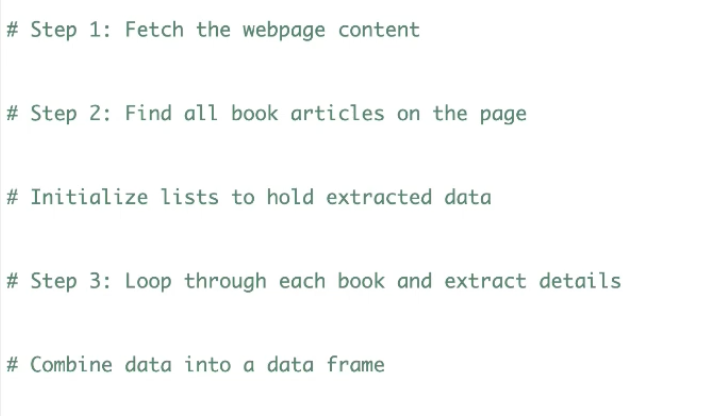 # Step 1: Fetch the webpage content
# Step 2: Find all book articles on the page
# Initialize lists to hold extracted data
# Step 3: Loop through each book and extract details
# Combine data into a data frame